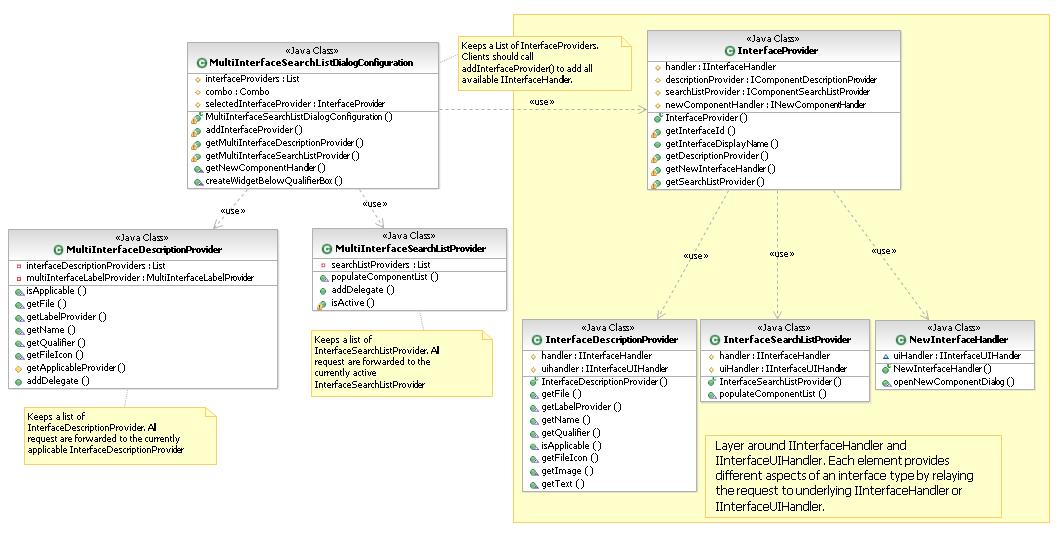 «Java Class»
MultiInterfaceSearchListDialogConfiguration
interfaceProviders : List
combo : Combo
selectedInterfaceProvider : InterfaceProvider
MultiInterfaceSearchListDialogConfiguration ( )
addInterfaceProvider ( )
getMultiInterfaceDescriptionProvider ( )
getMultiInterfaceSearchListProvider ( )
getNewComponentHandler ( )
createWidgetBelowQualifierBox ( )
Keeps a List of InterfaceProviders.
Clients should call
addInterfaceProvider() to add all
available IInterfaceHandler.
«use»
«Java Class»
InterfaceProvider
handler : IInterfaceHandler
descriptionProvider : IComponentDescriptionProvider
searchListProvider : IComponentSearchListProvider
newComponentHandler : INewComponentHandler
InterfaceProvider ( )
getInterfaceId ( )
getInterfaceDisplayName ( )
getDescriptionProvider ( )
getNewInterfaceHandler ( )
getSearchListProvider ( )
«use»
«use»
«Java Class»
MultiInterfaceDescriptionProvider
interfaceDescriptionProviders : List
multiInterfaceLabelProvider : MultiInterfaceLabelProvider
isApplicable ( )
getFile ( )
getLabelProvider ( )
getName ( )
getQualifier ( )
getFileIcon ( )
getApplicableProvider ( )
addDelegate ( )
Keeps a list of
InterfaceDescriptionProvider. All
request are forwarded to the currently
applicable InterfaceDescriptionProvider
«Java Class»
MultiInterfaceSearchListProvider
searchListProviders : List
populateComponentList ( )
addDelegate ( )
isActive ( )
Keeps a list of
InterfaceSearchListProvider. All
request are forwarded to the
currently active
InterfaceSearchListProvider
«use»
«use»
«use»
«Java Class»
InterfaceDescriptionProvider
handler : IInterfaceHandler
uihandler : IInterfaceUIHandler
InterfaceDescriptionProvider ( )
getFile ( )
getLabelProvider ( )
getName ( )
getQualifier ( )
isApplicable ( )
getFileIcon ( )
getImage ( )
getText ( )
«Java Class»
InterfaceSearchListProvider
handler : IInterfaceHandler
uiHandler : IInterfaceUIHandler
InterfaceSearchListProvider ( )
populateComponentList ( )
«Java Class»
NewInterfaceHandler
uiHandler : IInterfaceUIHandler
NewInterfaceHandler ( )
openNewComponentDialog ( )
Layer around IInterfaceHandler and
IInterfaceUIHandler. Each element provides
different aspects of an interface type by relaying
the request to underlying IInterfaceHandler or
IInterfaceUIHandler.